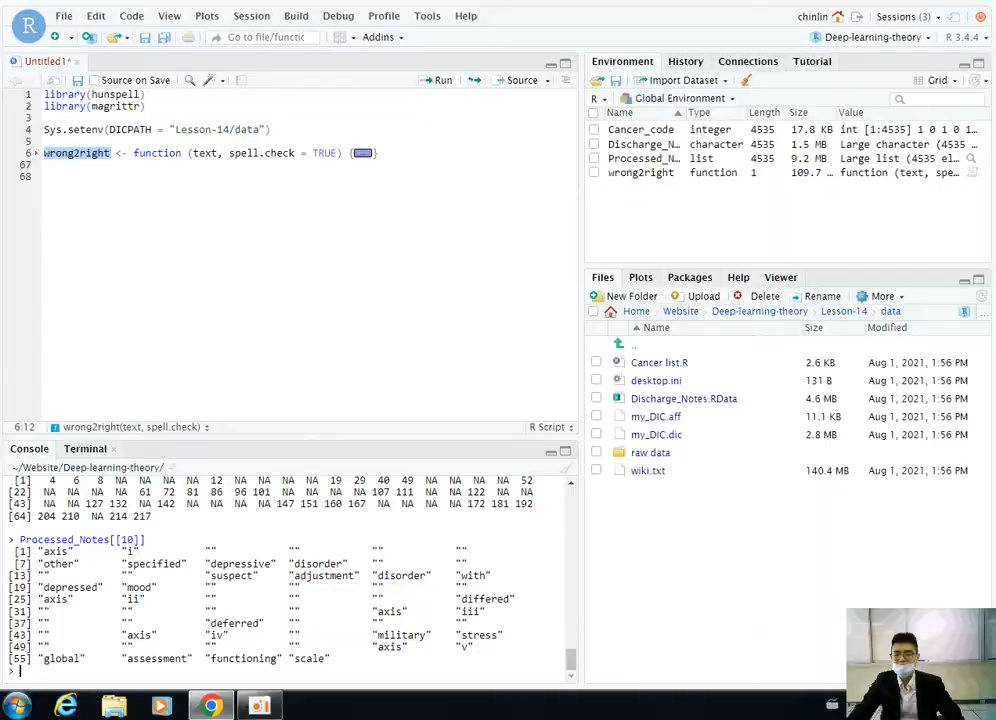 File Edit Code View Plots Session Build Debug Profile Tools Help
chinlin Sessions (3)
Go to file/functic Addins
Deep-learning-theory R 3.4.4
Untitled1*
Source on Save Run Source
1 library(hunspell)
2 library(magrittr)
3
4 Sys.setenv(DICPATH = "Lesson-14/data")
5
6 wrong2right <- function (text, spell.check = TRUE) {
67
68
6:12 wrong2right(text, spell.check) R Script
Console Terminal
~/Website/Deep-learning-theory/
[1] 4 6 8 NA NA NA 12 NA NA NA NA 19 29 40 49 NA NA NA NA NA 52
[22] NA NA NA 61 72 81 86 96 101 NA NA NA NA NA 107 111 NA NA 122 NA NA
[43] NA NA 127 132 NA 142 NA NA NA NA 147 151 160 167 NA NA NA NA 172 181 192
[64] 204 210 NA 214 217
> Processed_Notes[[10]]
[1] "axis" "i" "" "" "" ""
[7] "other" "specified" "depressive" "disorder" "" ""
[13] "" "" "suspect" "adjustment" "disorder" "with"
[19] "depressed" "mood" "" "" "" ""
[25] "axis" "ii" "" "" "" "differed"
[31] "" "" "" "" "axis" "iii"
[37] "" "" "deferred" "" "" ""
[43] "" "axis" "iv" "" "military" "stress"
[49] "" "" "" "" "axis" "v"
[55] "global" "assessment" "functioning" "scale"
>
Environment History Connections Tutorial
Import Dataset Grid
R Global Environment
Name Type Length Size Value
Cancer_code integer 4535 17.8 KB int [1:4535] 1 0 1 0 1…
Discharge_N… character 4535 1.5 MB Large character (4535 …
Processed_N… list 4535 9.2 MB Large list (4535 el…
wrong2right function 1 109.7 … function (text, spe…
Files Plots Packages Help Viewer
New Folder Upload Delete Rename More
Home Website Deep-learning-theory Lesson-14 data
Name Size Modified
..
Cancer list.R 2.6 KB Aug 1, 2021, 1:56 PM
desktop.ini 131 B Aug 1, 2021, 1:56 PM
Discharge_Notes.RData 4.6 MB Aug 1, 2021, 1:56 PM
my_DIC.aff 11.1 KB Aug 1, 2021, 1:56 PM
my_DIC.dic 2.8 MB Aug 1, 2021, 1:56 PM
raw data
wiki.txt 140.4 MB Aug 1, 2021, 1:56 PM